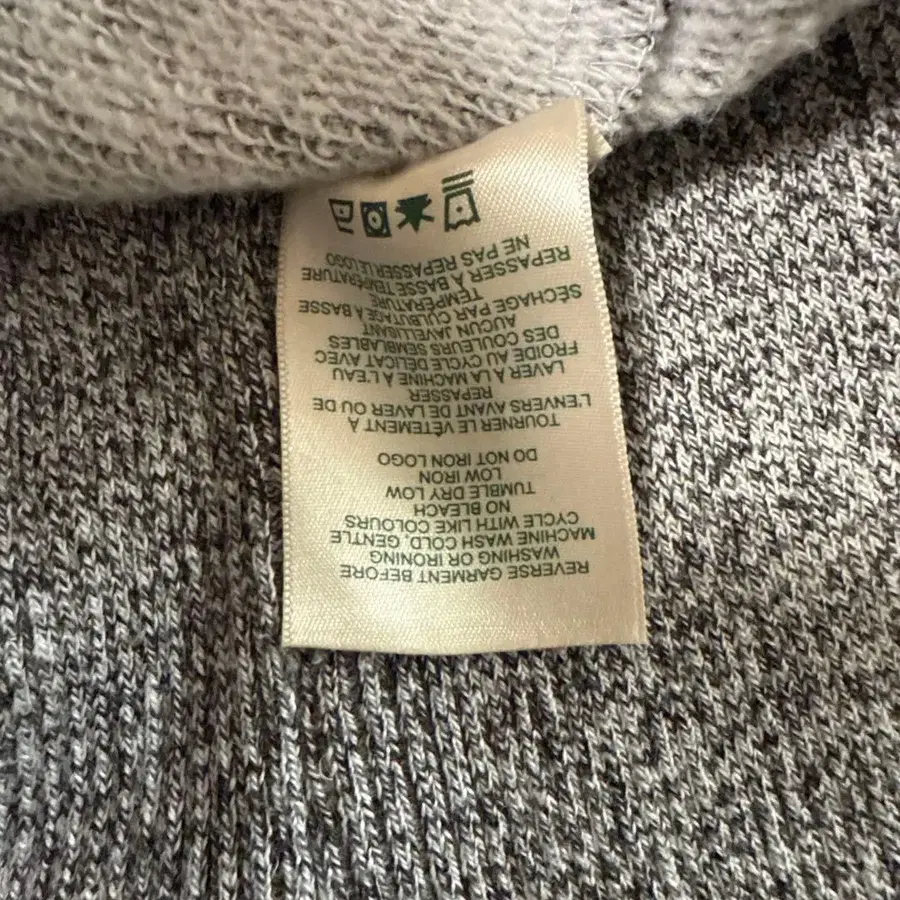 REVERSE GARMENT BEFORE
WASHING OR IRONING
MACHINE WASH COLD, GENTLE
CYCLE WITH LIKE COLOURS
NO BLEACH
TUMBLE DRY LOW
LOW IRON
DO NOT IRON LOGO
TOURNER LE VÊTEMENT À
L'ENVERS AVANT DE LAVER OU DE
REPASSER
LAVER À LA MACHINE À L'EAU
FROIDE AU CYCLE DÉLICAT AVEC
DES COULEURS SEMBLABLES
AUCUN JAVELLISANT
SÉCHAGE PAR CULBUTAGE À BASSE
TEMPÉRATURE
REPASSER À BASSE TEMPÉRATURE
NE PAS REPASSER LE LOGO